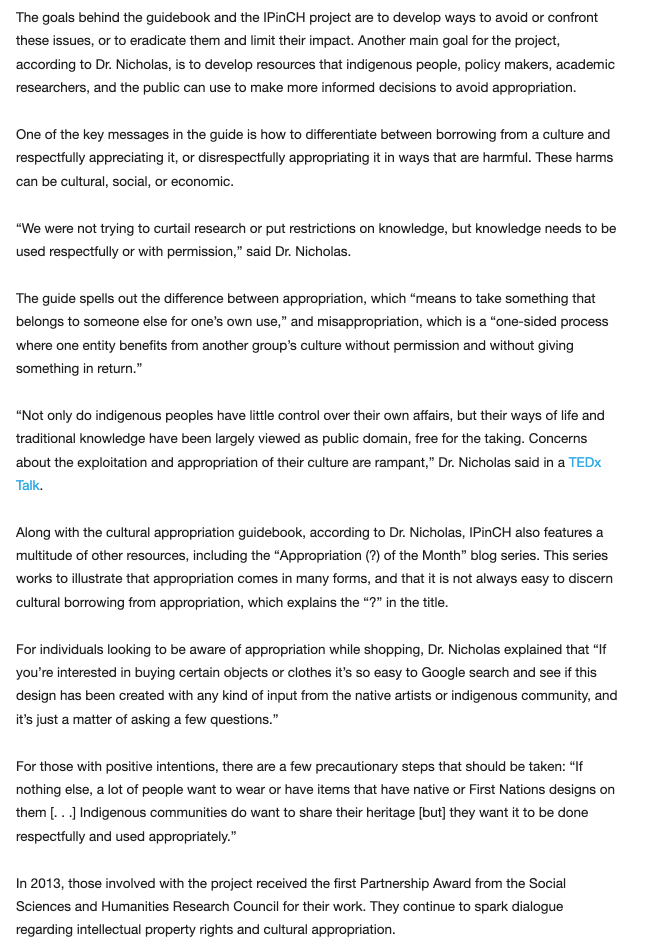 The goals behind the guidebook and the IPinCH project are to develop ways to avoid or confront
these issues, or to eradicate them and limit their impact. Another main goal for the project,
according to Dr. Nicholas, is to develop resources that indigenous people, policy makers, academic
researchers, and the public can use to make more informed decisions to avoid appropriation.
One of the key messages in the guide is how to differentiate between borrowing from a culture and
respectfully appreciating it, or disrespectfully appropriating it in ways that are harmful. These harms
can be cultural, social, or economic.
“We were not trying to curtail research or put restrictions on knowledge, but knowledge needs to be
used respectfully or with permission,” said Dr. Nicholas.
The guide spells out the difference between appropriation, which “means to take something that
belongs to someone else for one’s own use,” and misappropriation, which is a “one-sided process
where one entity benefits from another group’s culture without permission and without giving
something in return.”
“Not only do indigenous peoples have little control over their own affairs, but their ways of life and
traditional knowledge have been largely viewed as public domain, free for the taking. Concerns
about the exploitation and appropriation of their culture are rampant,” Dr. Nicholas said in a TEDx
Talk.
Along with the cultural appropriation guidebook, according to Dr. Nicholas, IPinCH also features a
multitude of other resources, including the “Appropriation (?) of the Month” blog series. This series
works to illustrate that appropriation comes in many forms, and that it is not always easy to discern
cultural borrowing from appropriation, which explains the “?” in the title.
For individuals looking to be aware of appropriation while shopping, Dr. Nicholas explained that “If
you’re interested in buying certain objects or clothes it’s so easy to Google search and see if this
design has been created with any kind of input from the native artists or indigenous community, and
it’s just a matter of asking a few questions.”
For those with positive intentions, there are a few precautionary steps that should be taken: “If
nothing else, a lot of people want to wear or have items that have native or First Nations designs on
them [. . .] Indigenous communities do want to share their heritage [but] they want it to be done
respectfully and used appropriately.”
In 2013, those involved with the project received the first Partnership Award from the Social
Sciences and Humanities Research Council for their work. They continue to spark dialogue
regarding intellectual property rights and cultural appropriation.